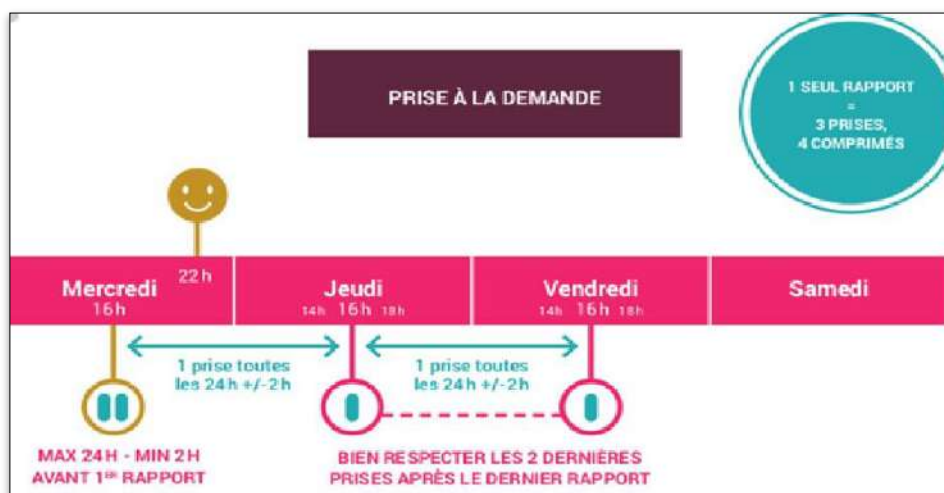 PRISE À LA DEMANDE
1 SEUL RAPPORT
=
3 PRISES,
4 COMPRIMÉS
22h
Mercredi
16h
Jeudi
14h 16h 18h
Vendredi
14h 16h 18h
Samedi
1 prise toutes
les 24h +/-2h
1 prise toutes
les 24h +/-2h
MAX 24H - MIN 2H
AVANT 1ER RAPPORT
BIEN RESPECTER LES 2 DERNIÈRES
PRISES APRÈS LE DERNIER RAPPORT